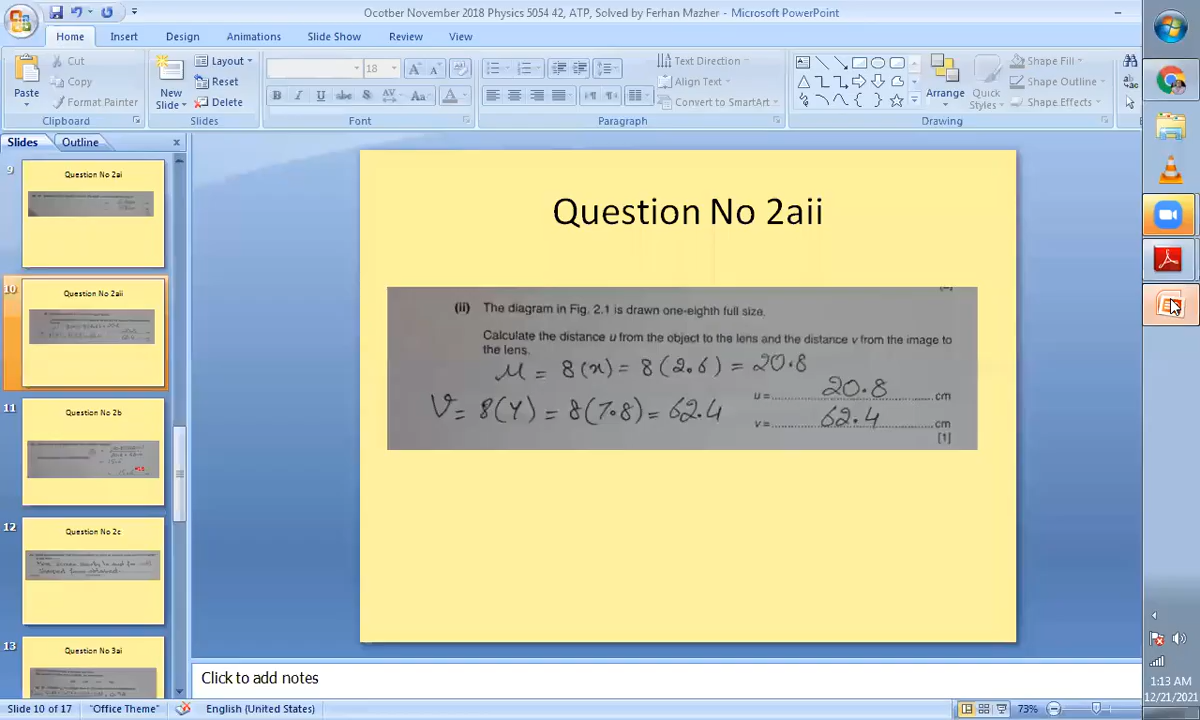 Ocotber November 2018 Physics 5054 42, ATP, Solved by Ferhan Mazher - Microsoft PowerPoint
Home Insert Design Animations Slide Show Review View
Paste
Cut
Copy
Format Painter
Clipboard
New Slide
Layout
Reset
Delete
Slides
18
B I U abc S AV Aa A
Font
Text Direction
Align Text
Convert to SmartArt
Paragraph
Arrange
Quick Styles
Shape Fill
Shape Outline
Shape Effects
Drawing
Slides Outline
9
Question No 2ai
10
Question No 2aii
11
Question No 2b
12
Question No 2c
13
Question No 3ai
Question No 2aii
(ii) The diagram in Fig. 2.1 is drawn one-eighth full size.
Calculate the distance u from the object to the lens and the distance v from the image to
the lens.
u = 8(x) = 8(2.6) = 20.8
u = 20.8 cm
V = 8(Y) = 8(7.8) = 62.4
v = 62.4 cm
[1]
Click to add notes
Slide 10 of 17 "Office Theme" English (United States) 73%
1:13 AM
12/21/2021